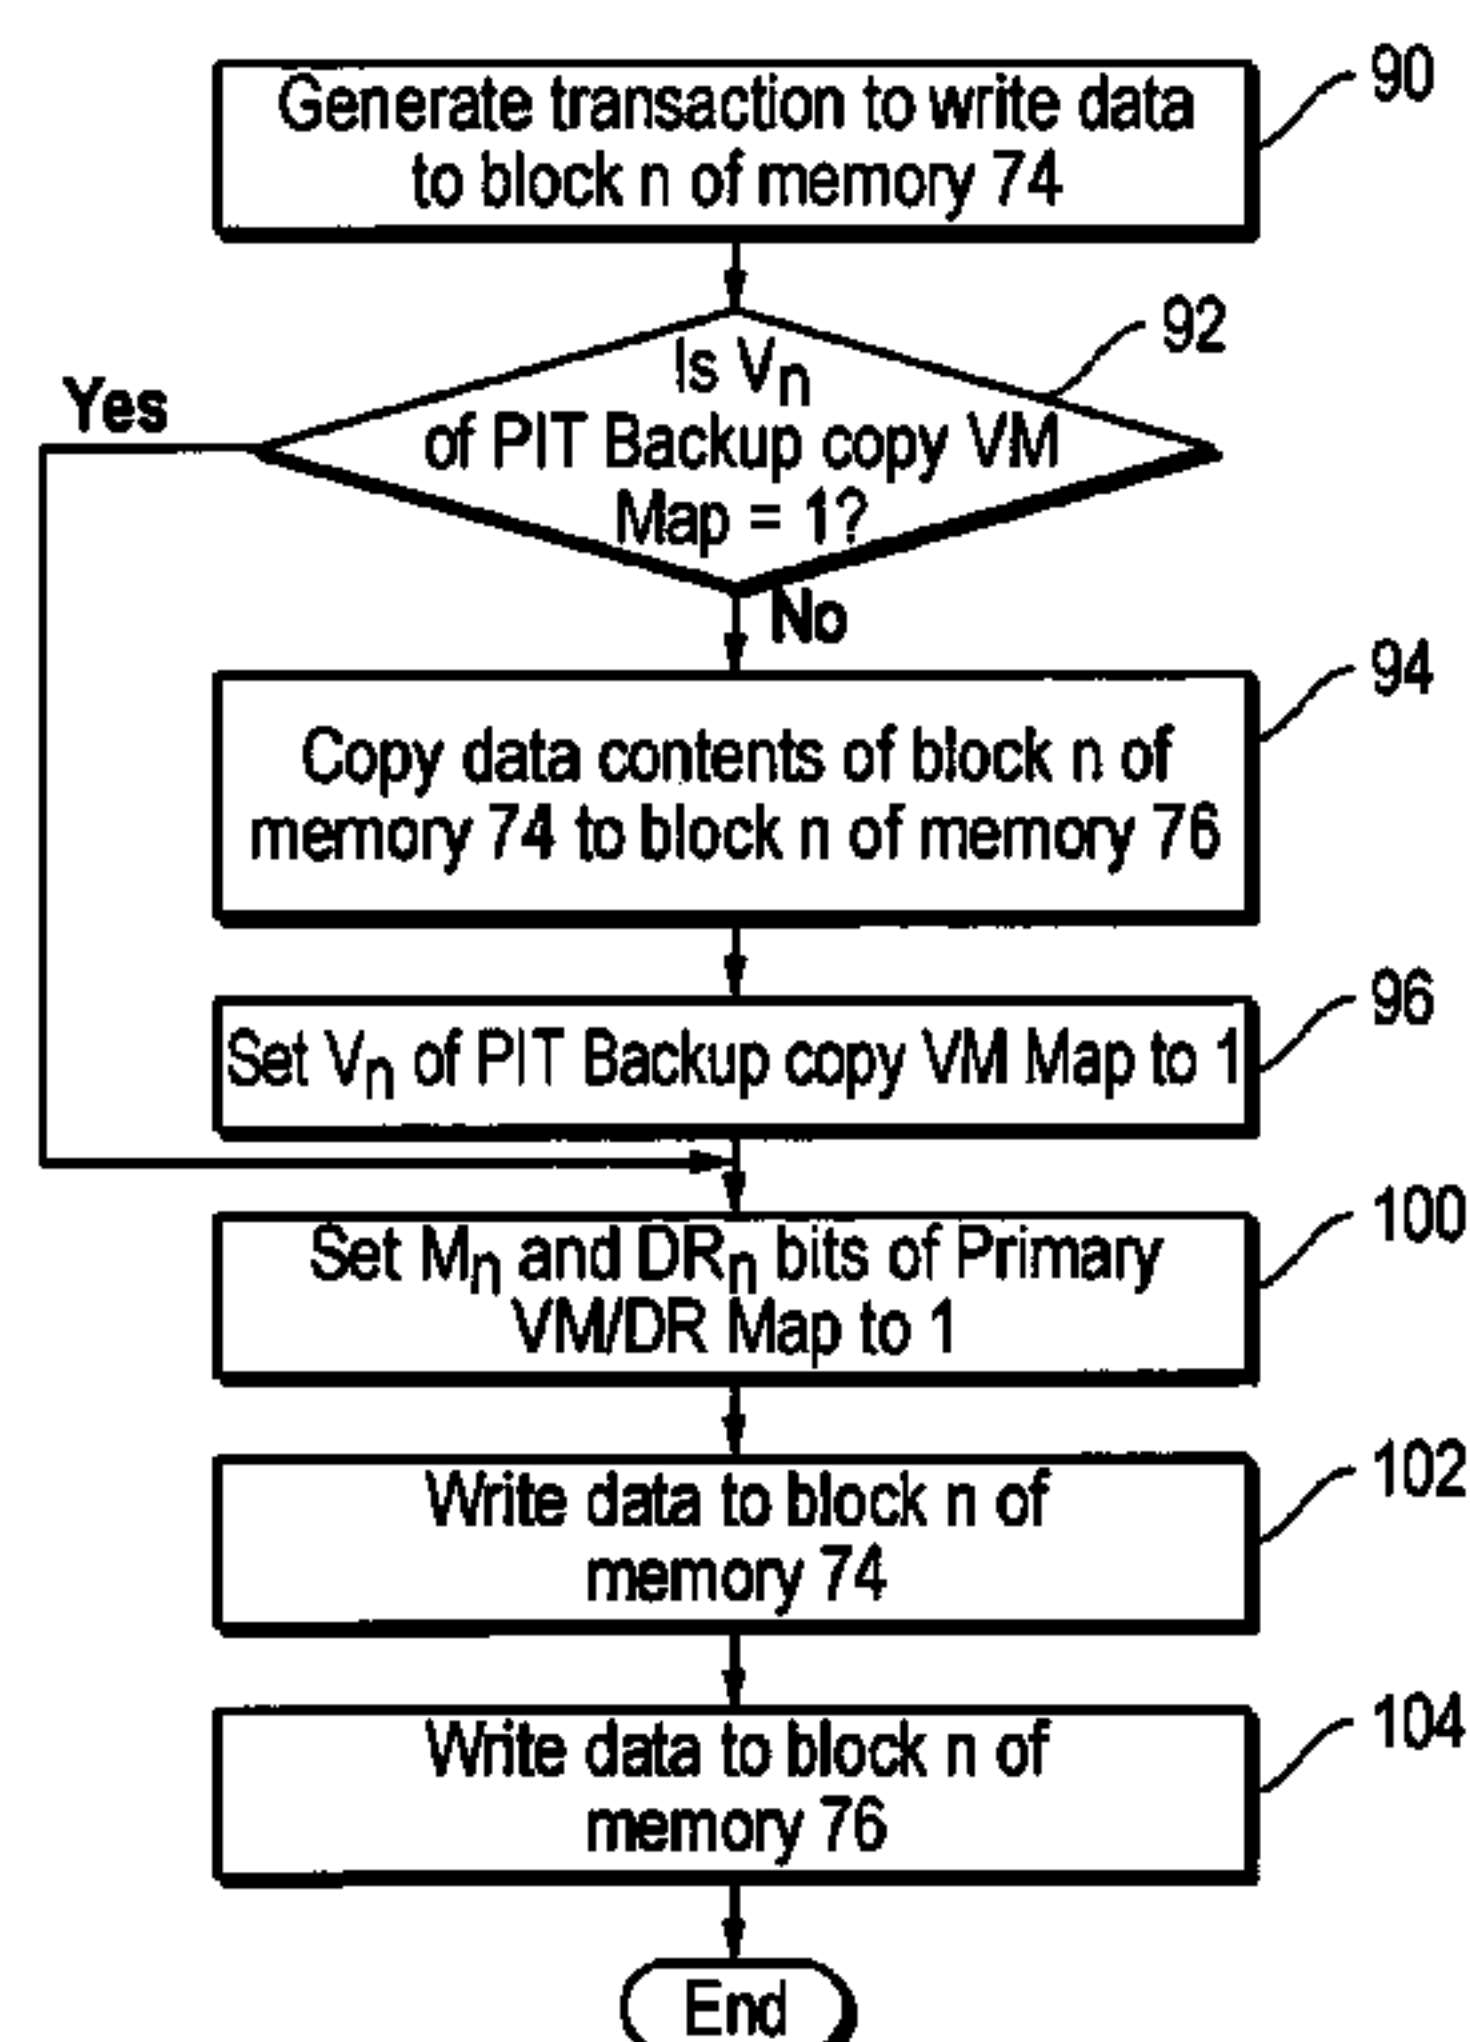 Generate transaction to write data
to block n of memory 74
90
Is Vn
of PIT Backup copy VM
Map = 1?
92
Yes
No
Copy data contents of block n of
memory 74 to block n of memory 76
94
Set Vn of PIT Backup copy VM Map to 1
96
Set Mn and DRn bits of Primary
VM/DR Map to 1
100
Write data to block n of
memory 74
102
Write data to block n of
memory 76
104
End